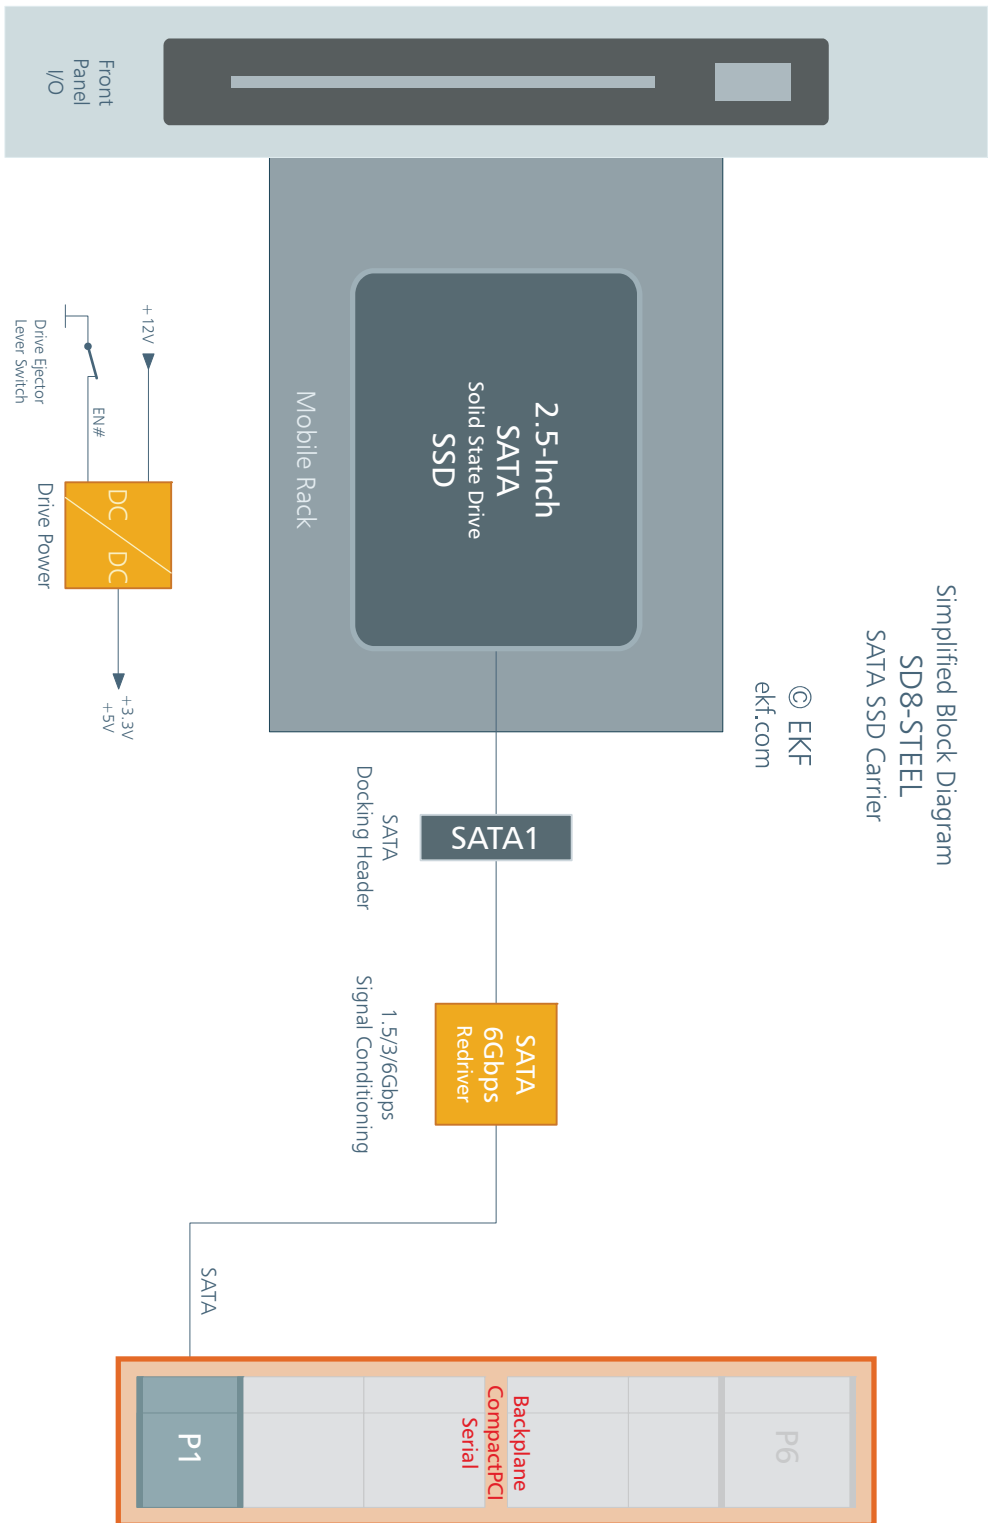 Simplified Block Diagram
SD8-STEEL
SATA SSD Carrier
© EKF
ekf.com
Front
Panel
I/O
2.5-Inch
SATA
Solid State Drive
SSD
Mobile Rack
SATA1
SATA
Docking Header
SATA
6Gbps
Redriver
1.5/3/6Gbps
Signal Conditioning
SATA
P6
Backplane
CompactPCI
Serial
P1
+12V
EN#
Drive Ejector
Lever Switch
DC DC
Drive Power
+3.3V
+5V